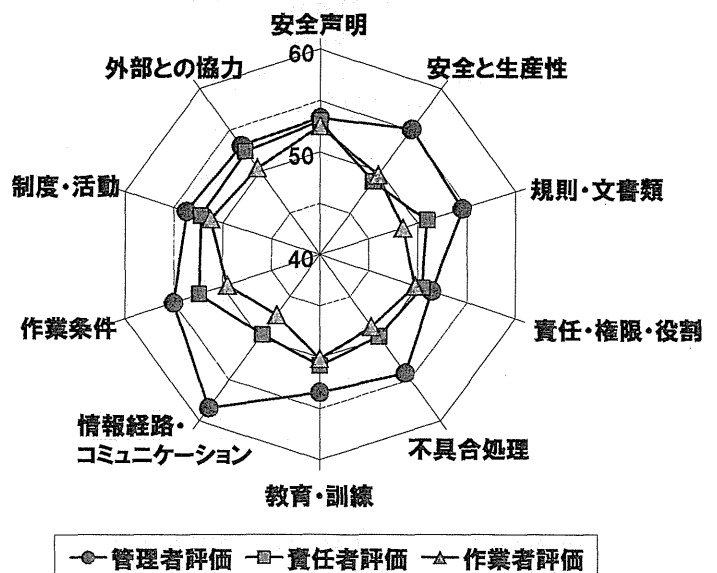 安全声明
60
外部との協力
安全と生産性
50
制度・活動
規則・文書類
40
作業条件
責任・権限・役割
情報経路・
コミュニケーション
不具合処理
教育・訓練
管理者評価 責任者評価 作業者評価